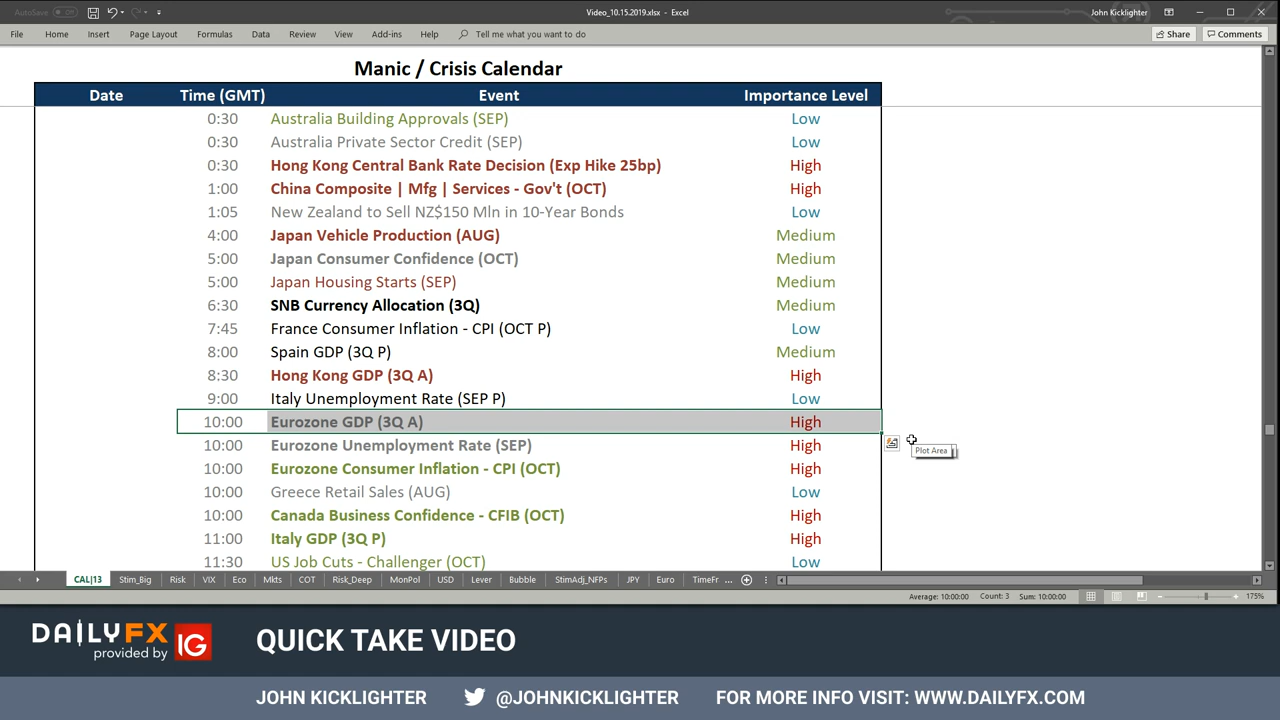 AutoSave Off
Video_10.15.2019.xlsx - Excel
John Kicklighter
File Home Insert Page Layout Formulas Data Review View Add-ins Help Tell me what you want to do Share Comments
Manic / Crisis Calendar
Date Time (GMT) Event Importance Level
0:30 Australia Building Approvals (SEP) Low
0:30 Australia Private Sector Credit (SEP) Low
0:30 Hong Kong Central Bank Rate Decision (Exp Hike 25bp) High
1:00 China Composite | Mfg | Services - Gov't (OCT) High
1:05 New Zealand to Sell NZ$150 Mln in 10-Year Bonds Low
4:00 Japan Vehicle Production (AUG) Medium
5:00 Japan Consumer Confidence (OCT) Medium
5:00 Japan Housing Starts (SEP) Medium
6:30 SNB Currency Allocation (3Q) Medium
7:45 France Consumer Inflation - CPI (OCT P) Low
8:00 Spain GDP (3Q P) Medium
8:30 Hong Kong GDP (3Q A) High
9:00 Italy Unemployment Rate (SEP P) Low
10:00 Eurozone GDP (3Q A) High
10:00 Eurozone Unemployment Rate (SEP) High
Plot Area
10:00 Eurozone Consumer Inflation - CPI (OCT) High
10:00 Greece Retail Sales (AUG) Low
10:00 Canada Business Confidence - CFIB (OCT) High
11:00 Italy GDP (3Q P) High
11:30 US Job Cuts - Challenger (OCT) Low
CAL|13 Stim_Big Risk VIX Eco Mkts COT Risk_Deep MonPol USD Lever Bubble StimAdj_NFPs JPY Euro TimeFr ...
Average: 10:00:00 Count: 3 Sum: 10:00:00 175%
DAILYFX
provided by IG
QUICK TAKE VIDEO
JOHN KICKLIGHTER @JOHNKICKLIGHTER FOR MORE INFO VISIT: WWW.DAILYFX.COM